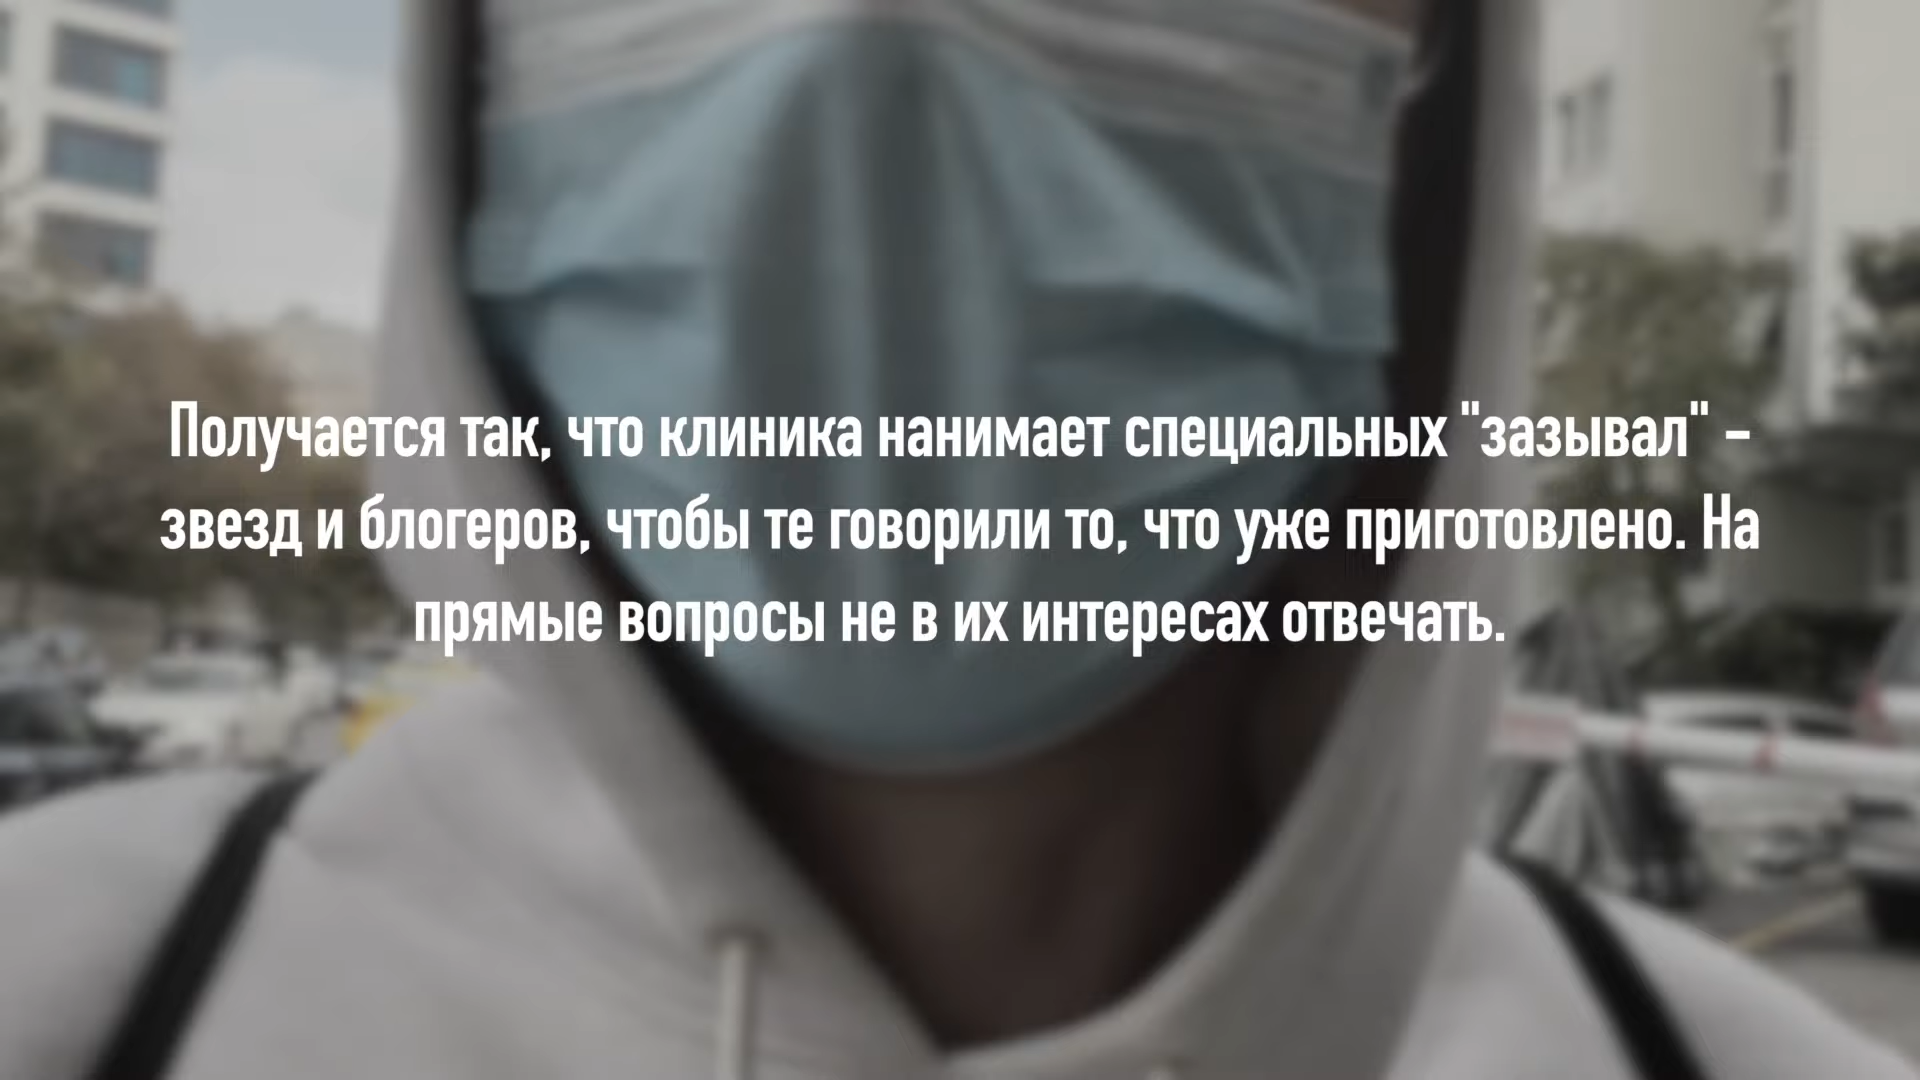 Получается так, что клиника нанимает специальных "зазывал" –
звезд и блогеров, чтобы те говорили то, что уже приготовлено. На
прямые вопросы не в их интересах отвечать.